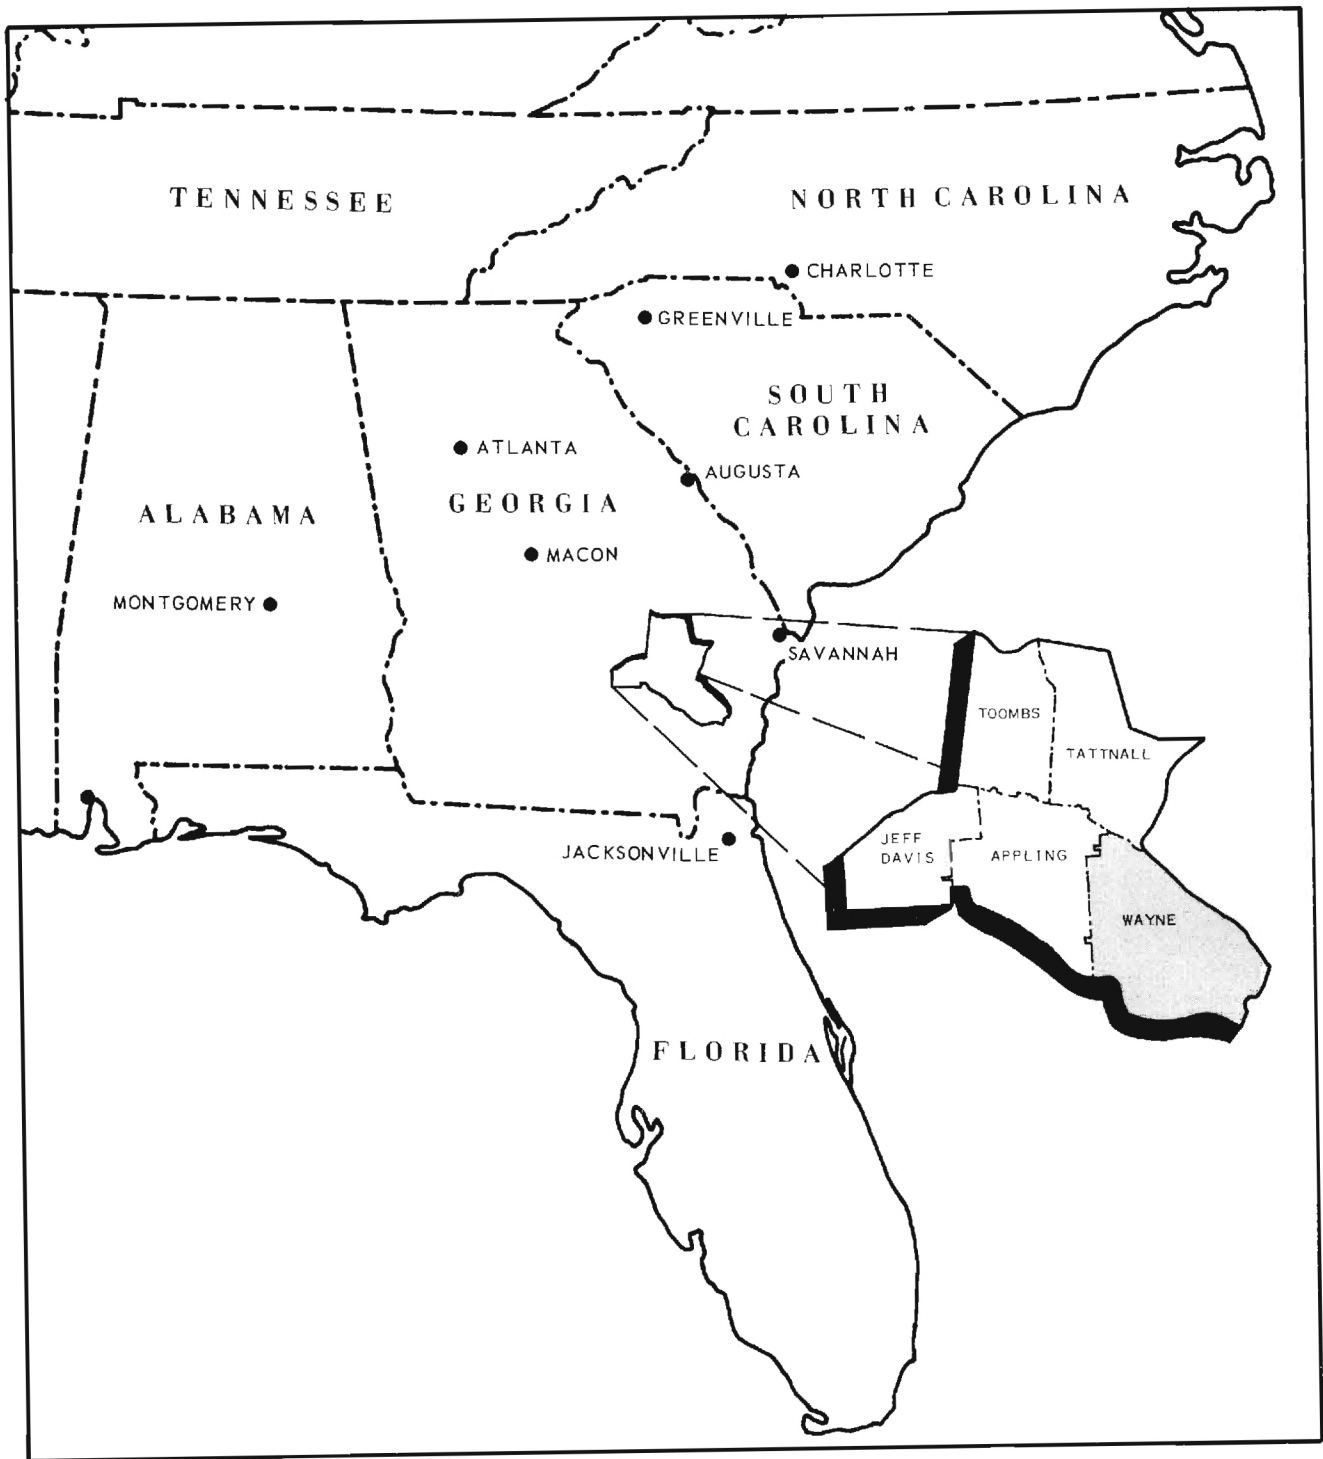 TENNESSEE
NORTH CAROLINA
CHARLOTTE
GREENVILLE
SOUTH
CAROLINA
ATLANTA
AUGUSTA
GEORGIA
ALABAMA
MACON
MONTGOMERY
SAVANNAH
TOOMBS
TATTNALL
JEFF
DAVIS
APPLING
JACKSONVILLE
WAYNE
FLORIDA